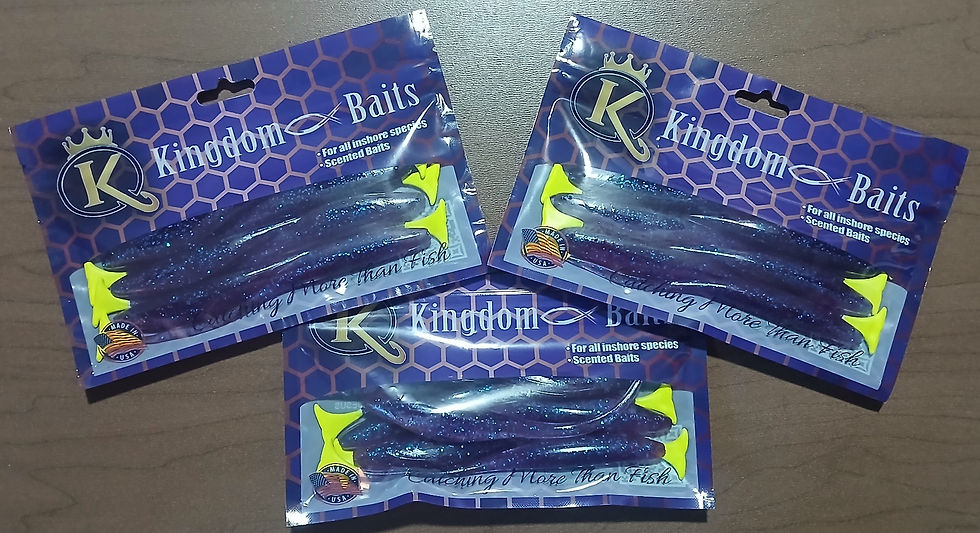 K Kingdom Baits
• For all inshore species
• Scented Baits
Catching More Than Fish
MADE IN
USA
K Kingdom Baits
• For all inshore species
• Scented Baits
MADE IN
USA
Catching More Than Fish
K Kingdom Baits
• For all inshore species
• Scented Baits
MADE IN
USA
Catching More Than Fish